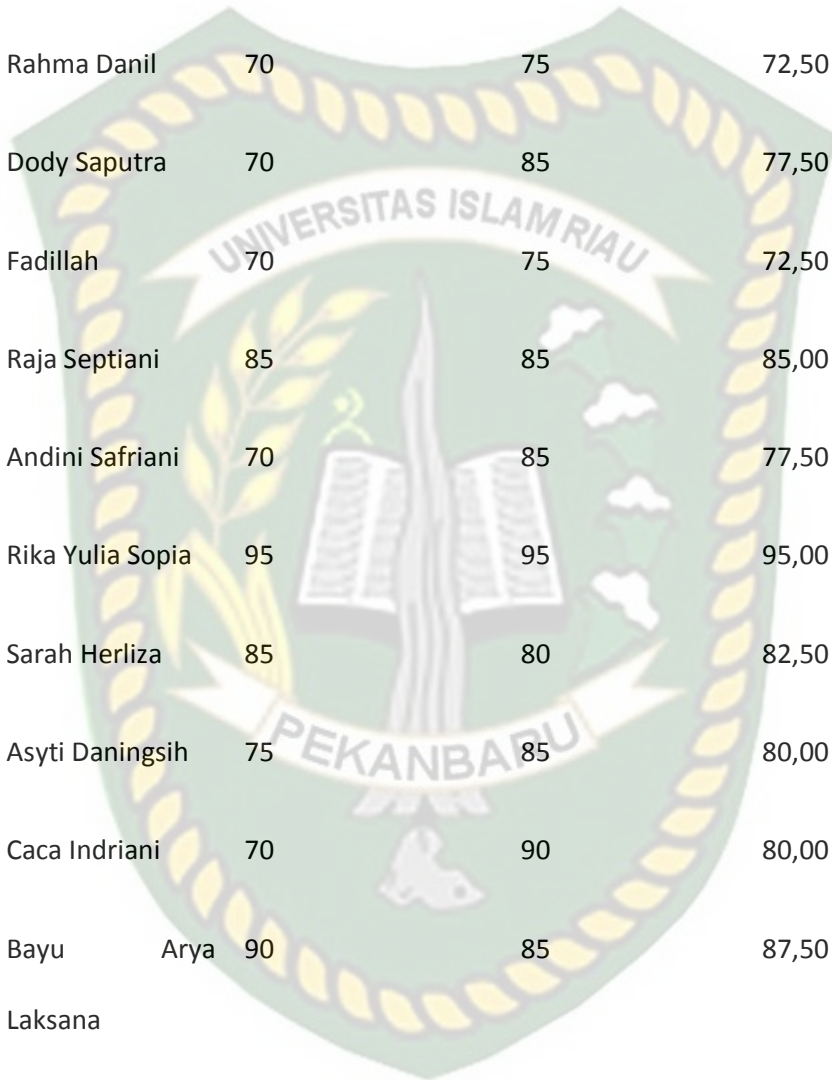 Rahma Danil 70 75 72,50
Dody Saputra 70 85 77,50
UNIVERSITAS ISLAM RIAU
Fadillah 70 75 72,50
Raja Septiani 85 85 85,00
Andini Safriani 70 85 77,50
Rika Yulia Sopia 95 95 95,00
Sarah Herliza 85 80 82,50
Asyti Daningsih 75 85 80,00
PEKANBARU
Caca Indriani 70 90 80,00
Bayu Arya 90 85 87,50
Laksana